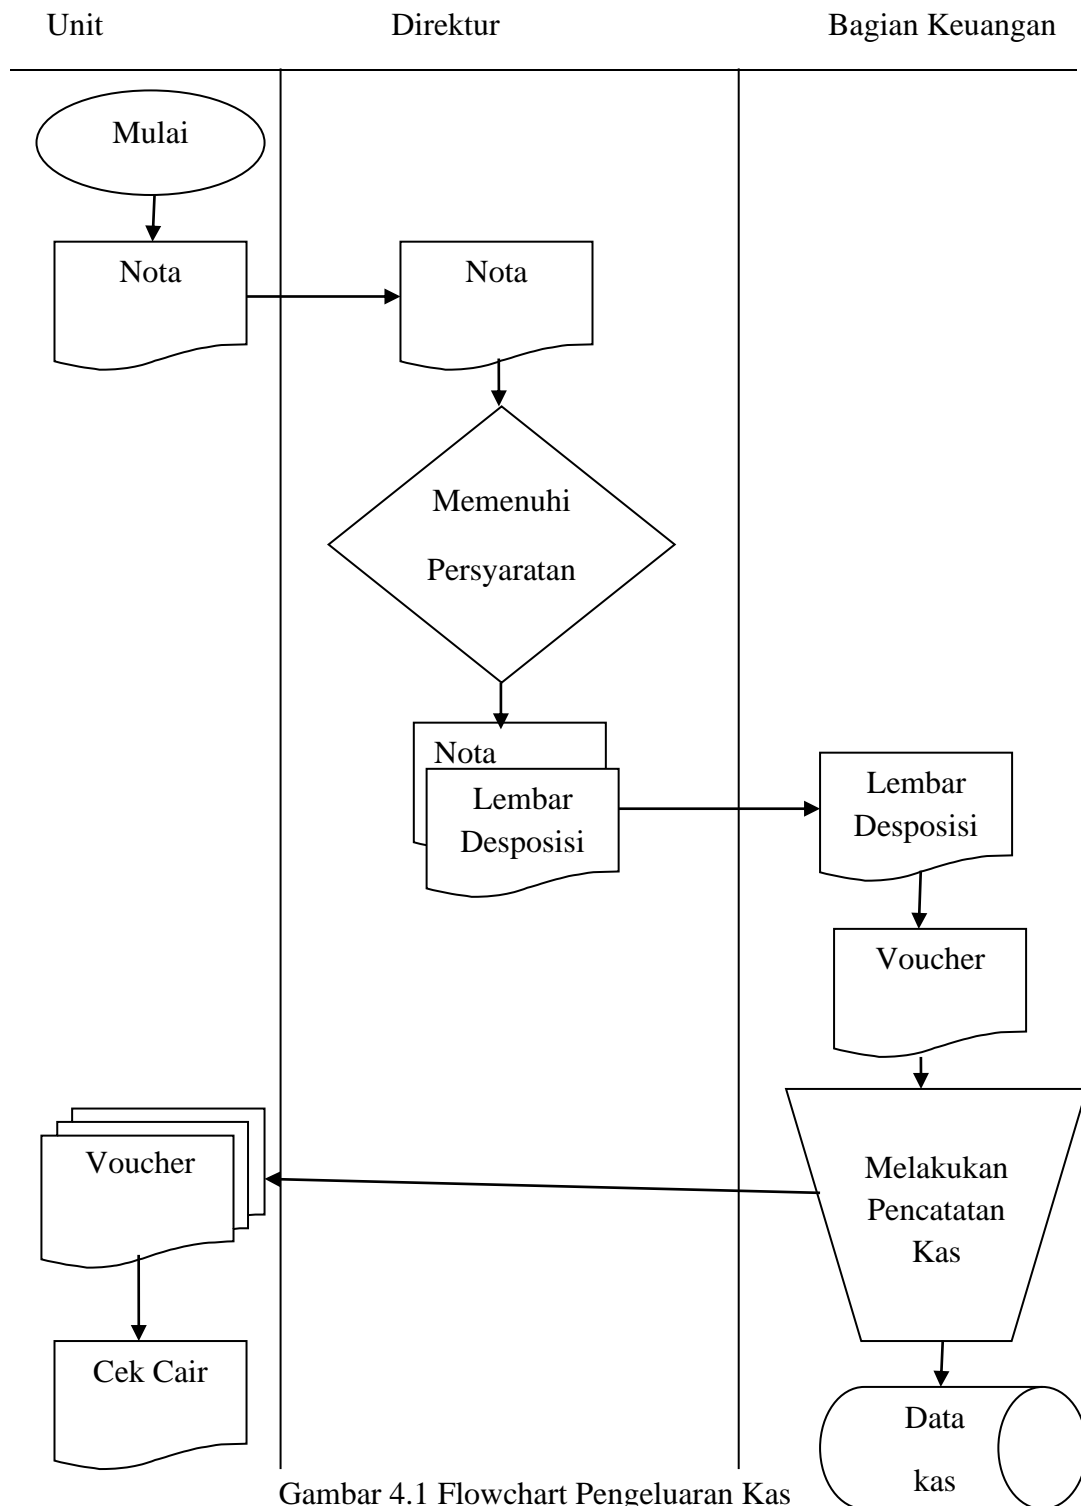 Unit
Direktur
Bagian Keuangan
Mulai
Nota
Nota
Memenuhi
Persyaratan
Nota
Lembar
Desposisi
Lembar
Desposisi
Voucher
Melakukan
Pencatatan
Kas
Voucher
Cek Cair
Data
kas
Gambar 4.1 Flowchart Pengeluaran Kas